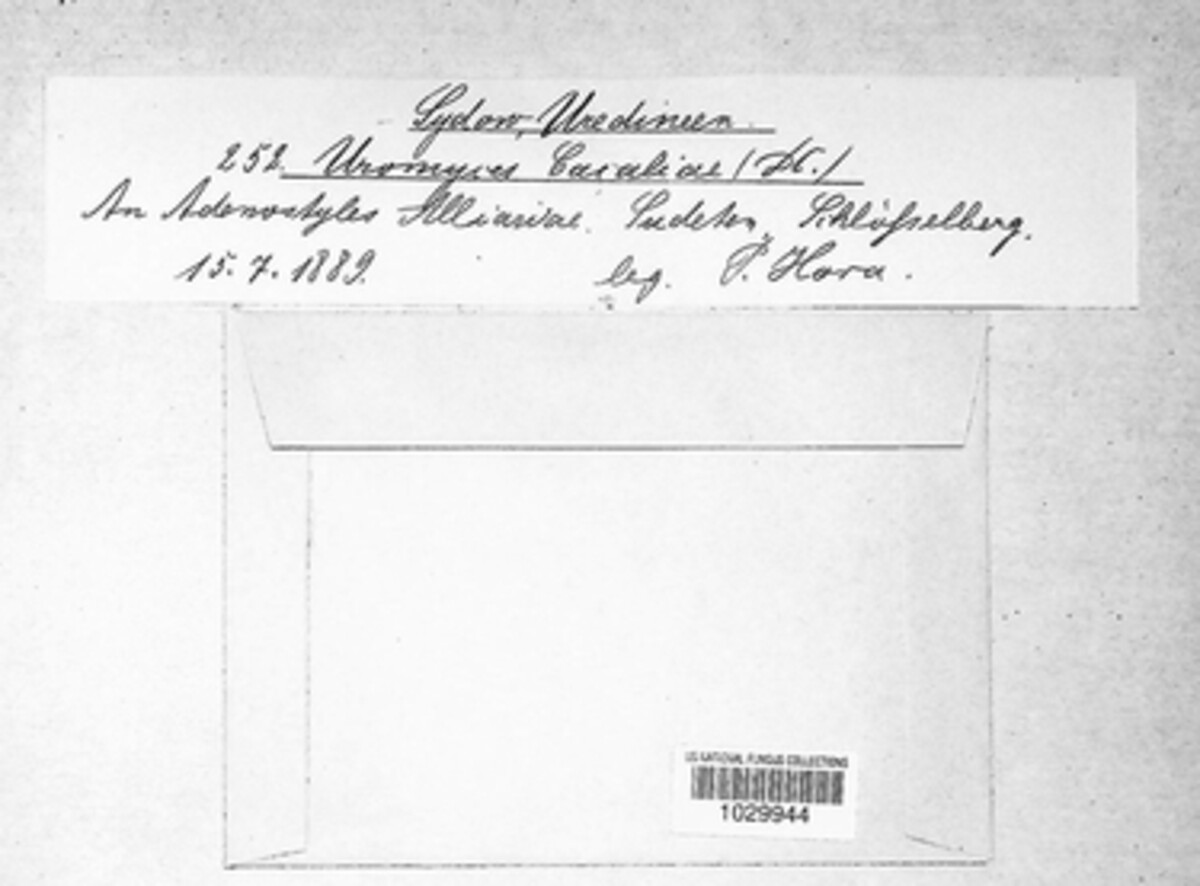 Sydow, Uredineen.
252. Uromyces Cacaliae (DC.)
An Adenostyles Alliariae. Sudeten, Schlößelberg.
15. 7. 1889. leg. P. Hora.
US NATIONAL FUNGUS COLLECTIONS
1029944